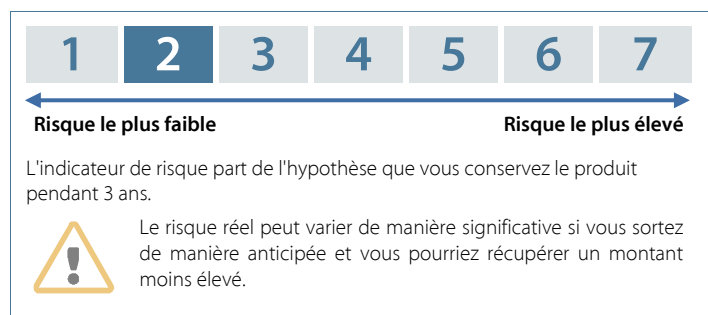 1 2 3 4 5 6 7
Risque le plus faible Risque le plus élevé
L'indicateur de risque part de l'hypothèse que vous conservez le produit
pendant 3 ans.
Le risque réel peut varier de manière significative si vous sortez
de manière anticipée et vous pourriez récupérer un montant
moins élevé.